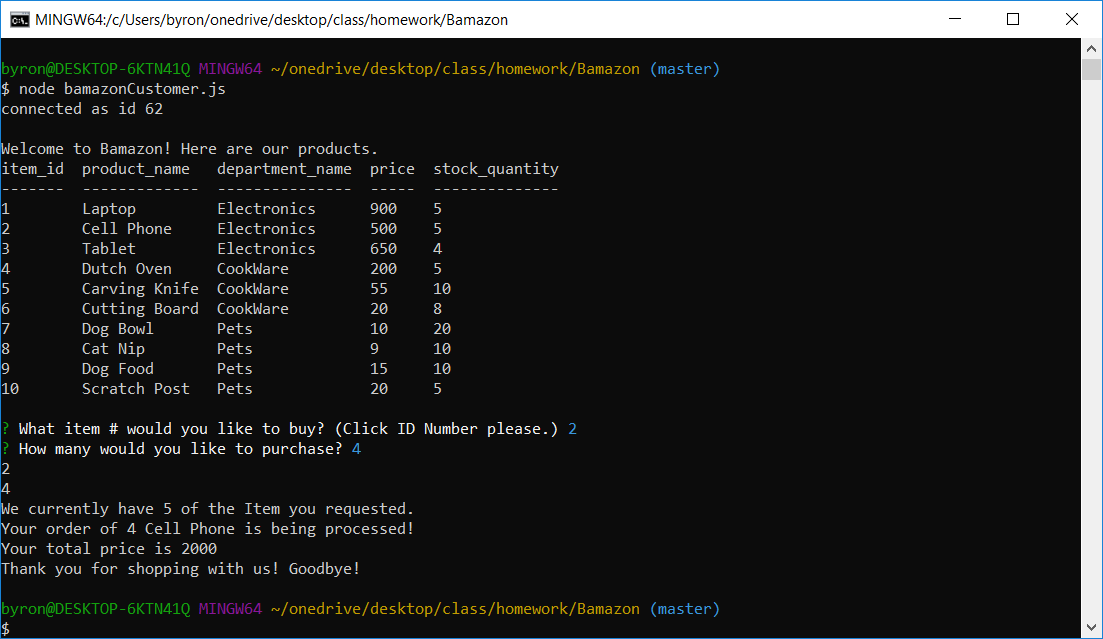 MINGW64:/c/Users/byron/onedrive/desktop/class/homework/Bamazon
byron@DESKTOP-6KTN41Q MINGW64 ~/onedrive/desktop/class/homework/Bamazon (master)
$ node bamazonCustomer.js
connected as id 62
Welcome to Bamazon! Here are our products.
item_id  product_name   department_name  price  stock_quantity
-------  -------------  ---------------  -----  --------------
1        Laptop         Electronics      900    5
2        Cell Phone     Electronics      500    5
3        Tablet         Electronics      650    4
4        Dutch Oven     CookWare         200    5
5        Carving Knife  CookWare         55     10
6        Cutting Board  CookWare         20     8
7        Dog Bowl       Pets             10     20
8        Cat Nip        Pets             9      10
9        Dog Food       Pets             15     10
10       Scratch Post   Pets             20     5
? What item # would you like to buy? (Click ID Number please.) 2
? How many would you like to purchase? 4
2
4
We currently have 5 of the Item you requested.
Your order of 4 Cell Phone is being processed!
Your total price is 2000
Thank you for shopping with us! Goodbye!
byron@DESKTOP-6KTN41Q MINGW64 ~/onedrive/desktop/class/homework/Bamazon (master)
$